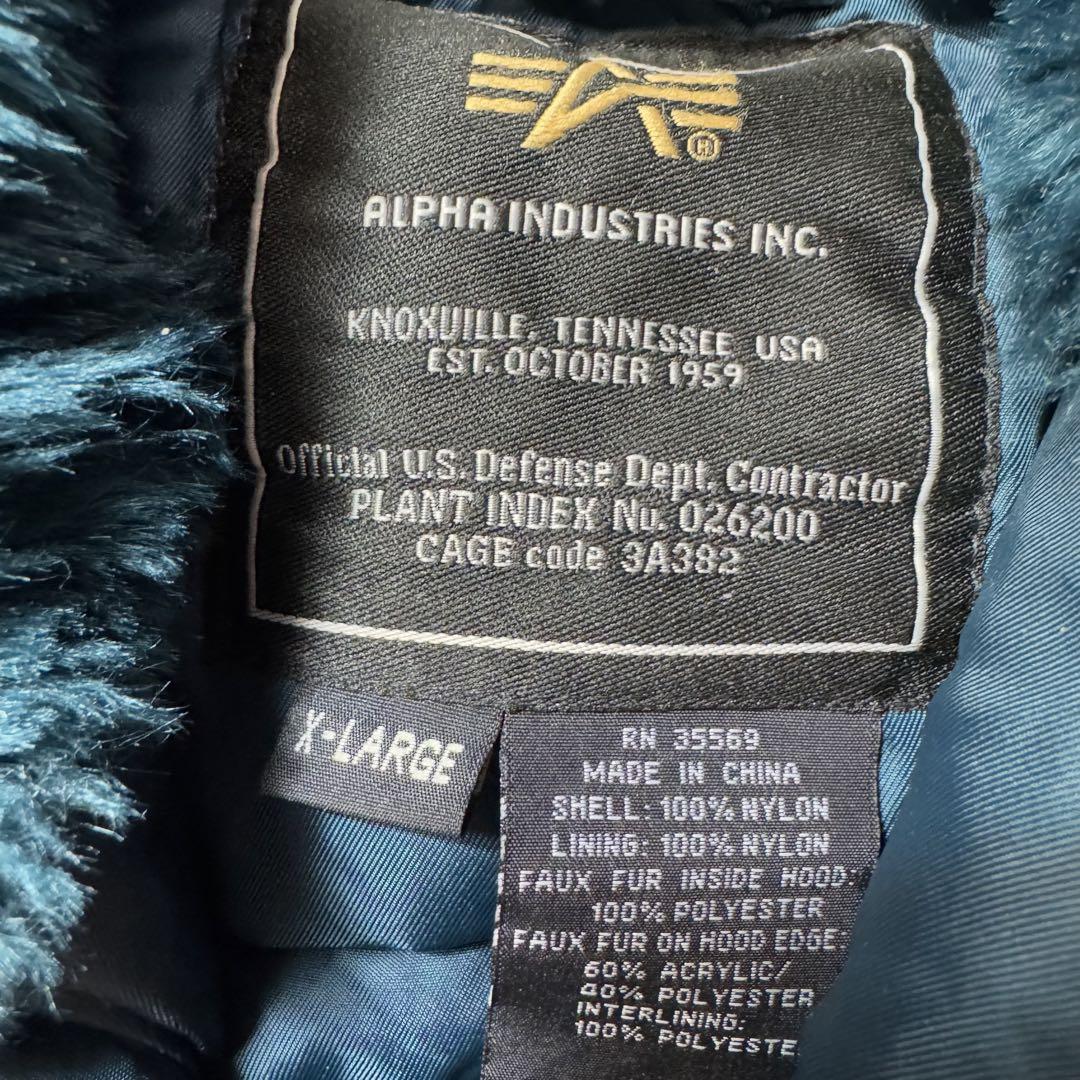 ALPHA INDUSTRIES INC.
KNOXVILLE, TENNESSEE, USA
EST. OCTOBER 1959
Official U.S. Defense Dept. Contractor
PLANT INDEX No. 026200
CAGE code 3A382
X-LARGE
RN 35569
MADE IN CHINA
SHELL: 100% NYLON
LINING: 100% NYLON
FAUX FUR INSIDE HOOD:
100% POLYESTER
FAUX FUR ON HOOD EDGE
60% ACRYLIC/
40% POLYESTER
INTERLINING:
100% POLYESTE